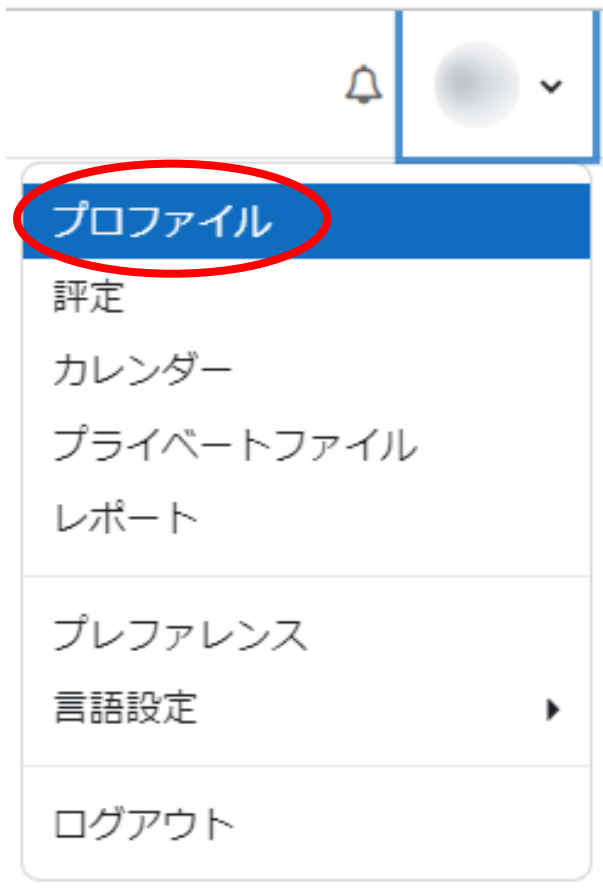 プロファイル
評定
カレンダー
プライベートファイル
レポート
プレファレンス
言語設定
ログアウト